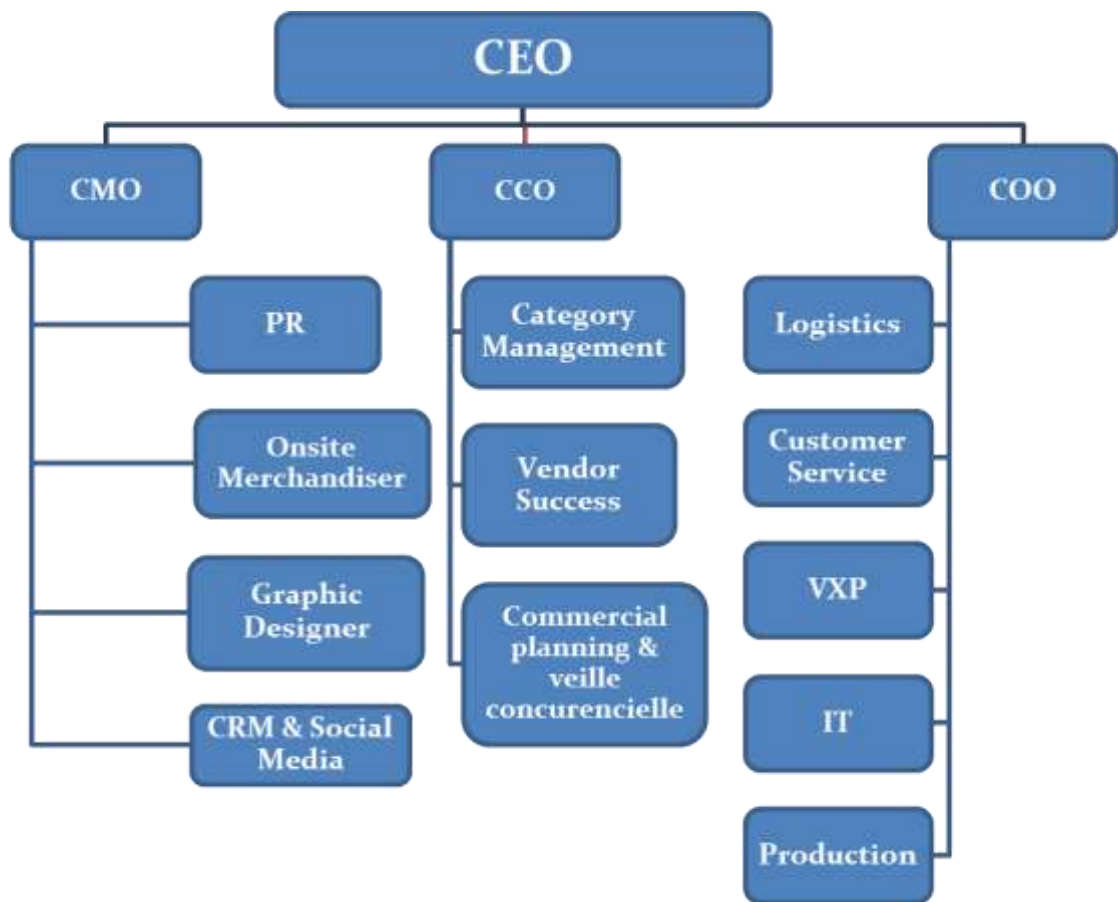 CEO
CMO
CCO
COO
PR
Onsite
Merchandiser
Graphic
Designer
CRM & Social
Media
Category
Management
Vendor
Success
Commercial
planning &
veille
concurencielle
Logistics
Customer
Service
VXP
IT
Production